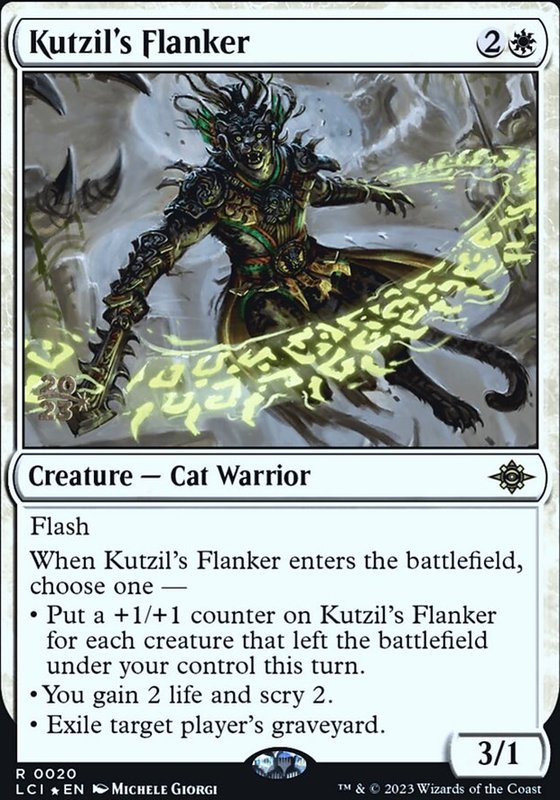 Kutzil's Flanker 2
20
23
Creature — Cat Warrior
Flash
When Kutzil's Flanker enters the battlefield,
choose one —
• Put a +1/+1 counter on Kutzil's Flanker
for each creature that left the battlefield
under your control this turn.
• You gain 2 life and scry 2.
• Exile target player's graveyard.
3/1
R 0020
LCI ★ EN Michele Giorgi
™ & © 2023 Wizards of the Coast